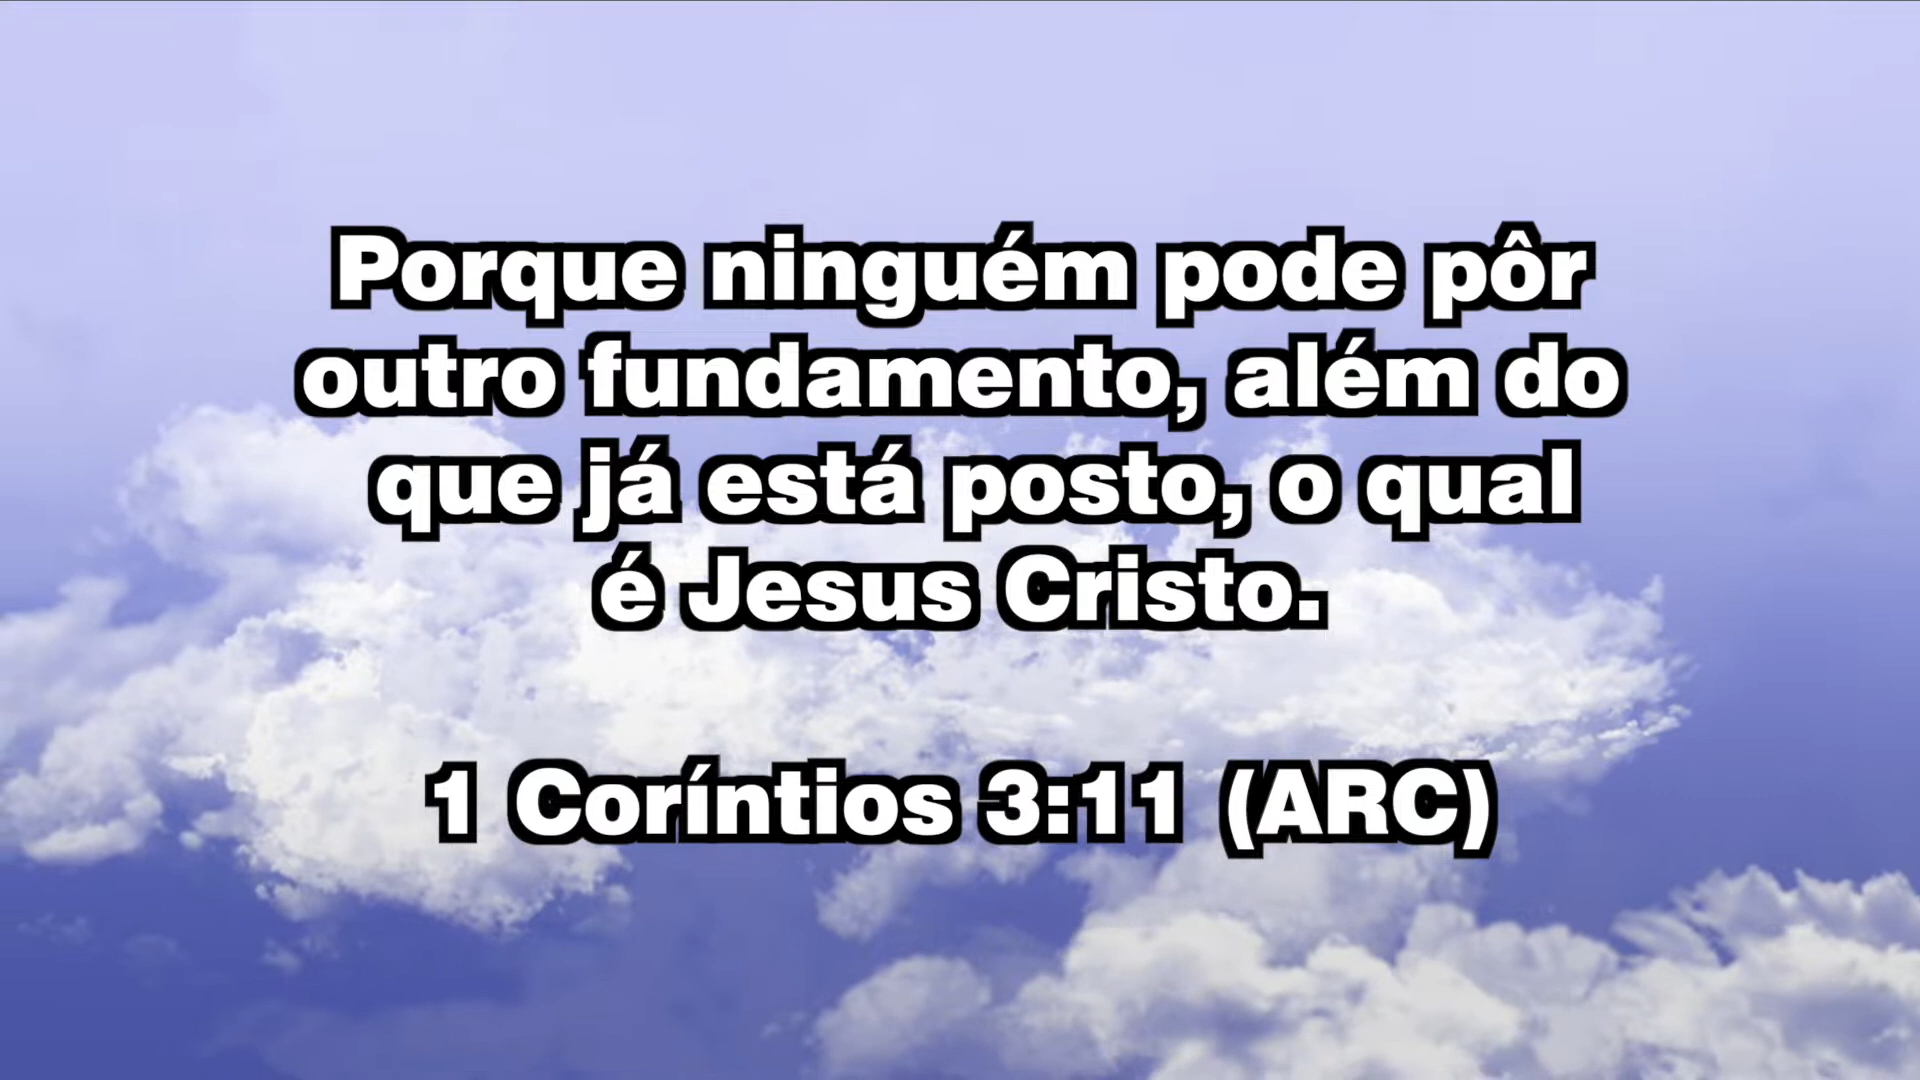 Porque ninguém pode pôr
outro fundamento, além do
que já está posto, o qual
é Jesus Cristo.
1 Coríntios 3:11 (ARC)